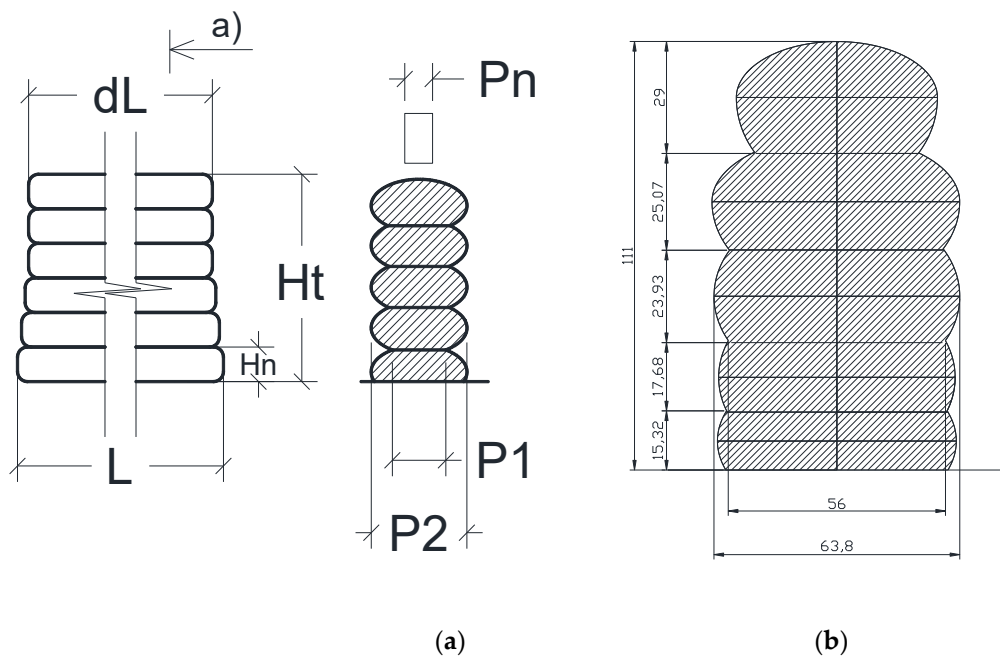 a)
dL
Pn
Ht
Hn
L
P1
P2
29
25,07
23,93
17,68
15,32
111
56
63,8
(a)
(b)